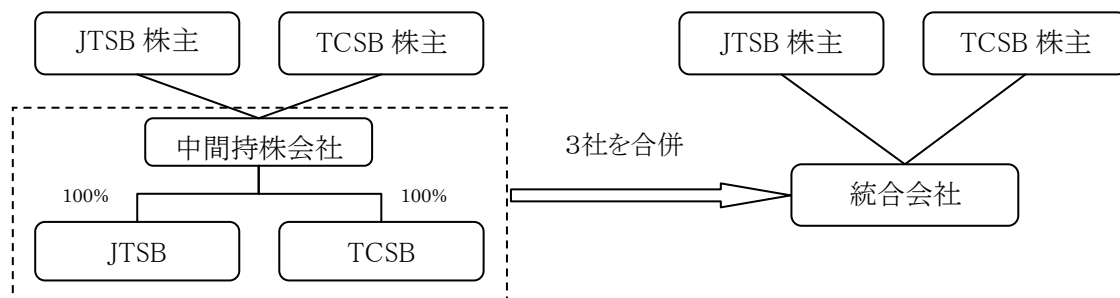 JTSB 株主
TCSB 株主
中間持株会社
100%
100%
JTSB
TCSB
3社を合併
JTSB 株主
TCSB 株主
統合会社